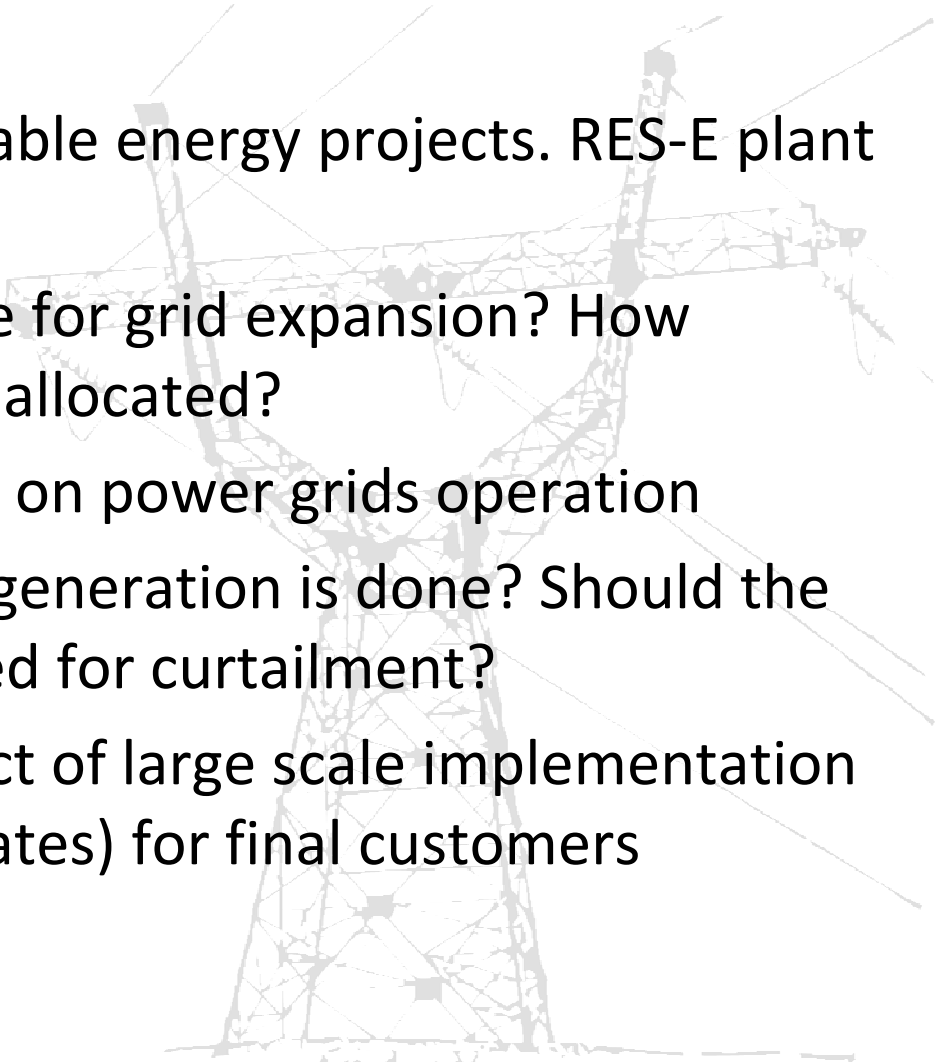 able energy projects. RES-E plant
e for grid expansion? How
allocated?
on power grids operation
generation is done? Should the
ed for curtailment?
ct of large scale implementation
ates) for final customers